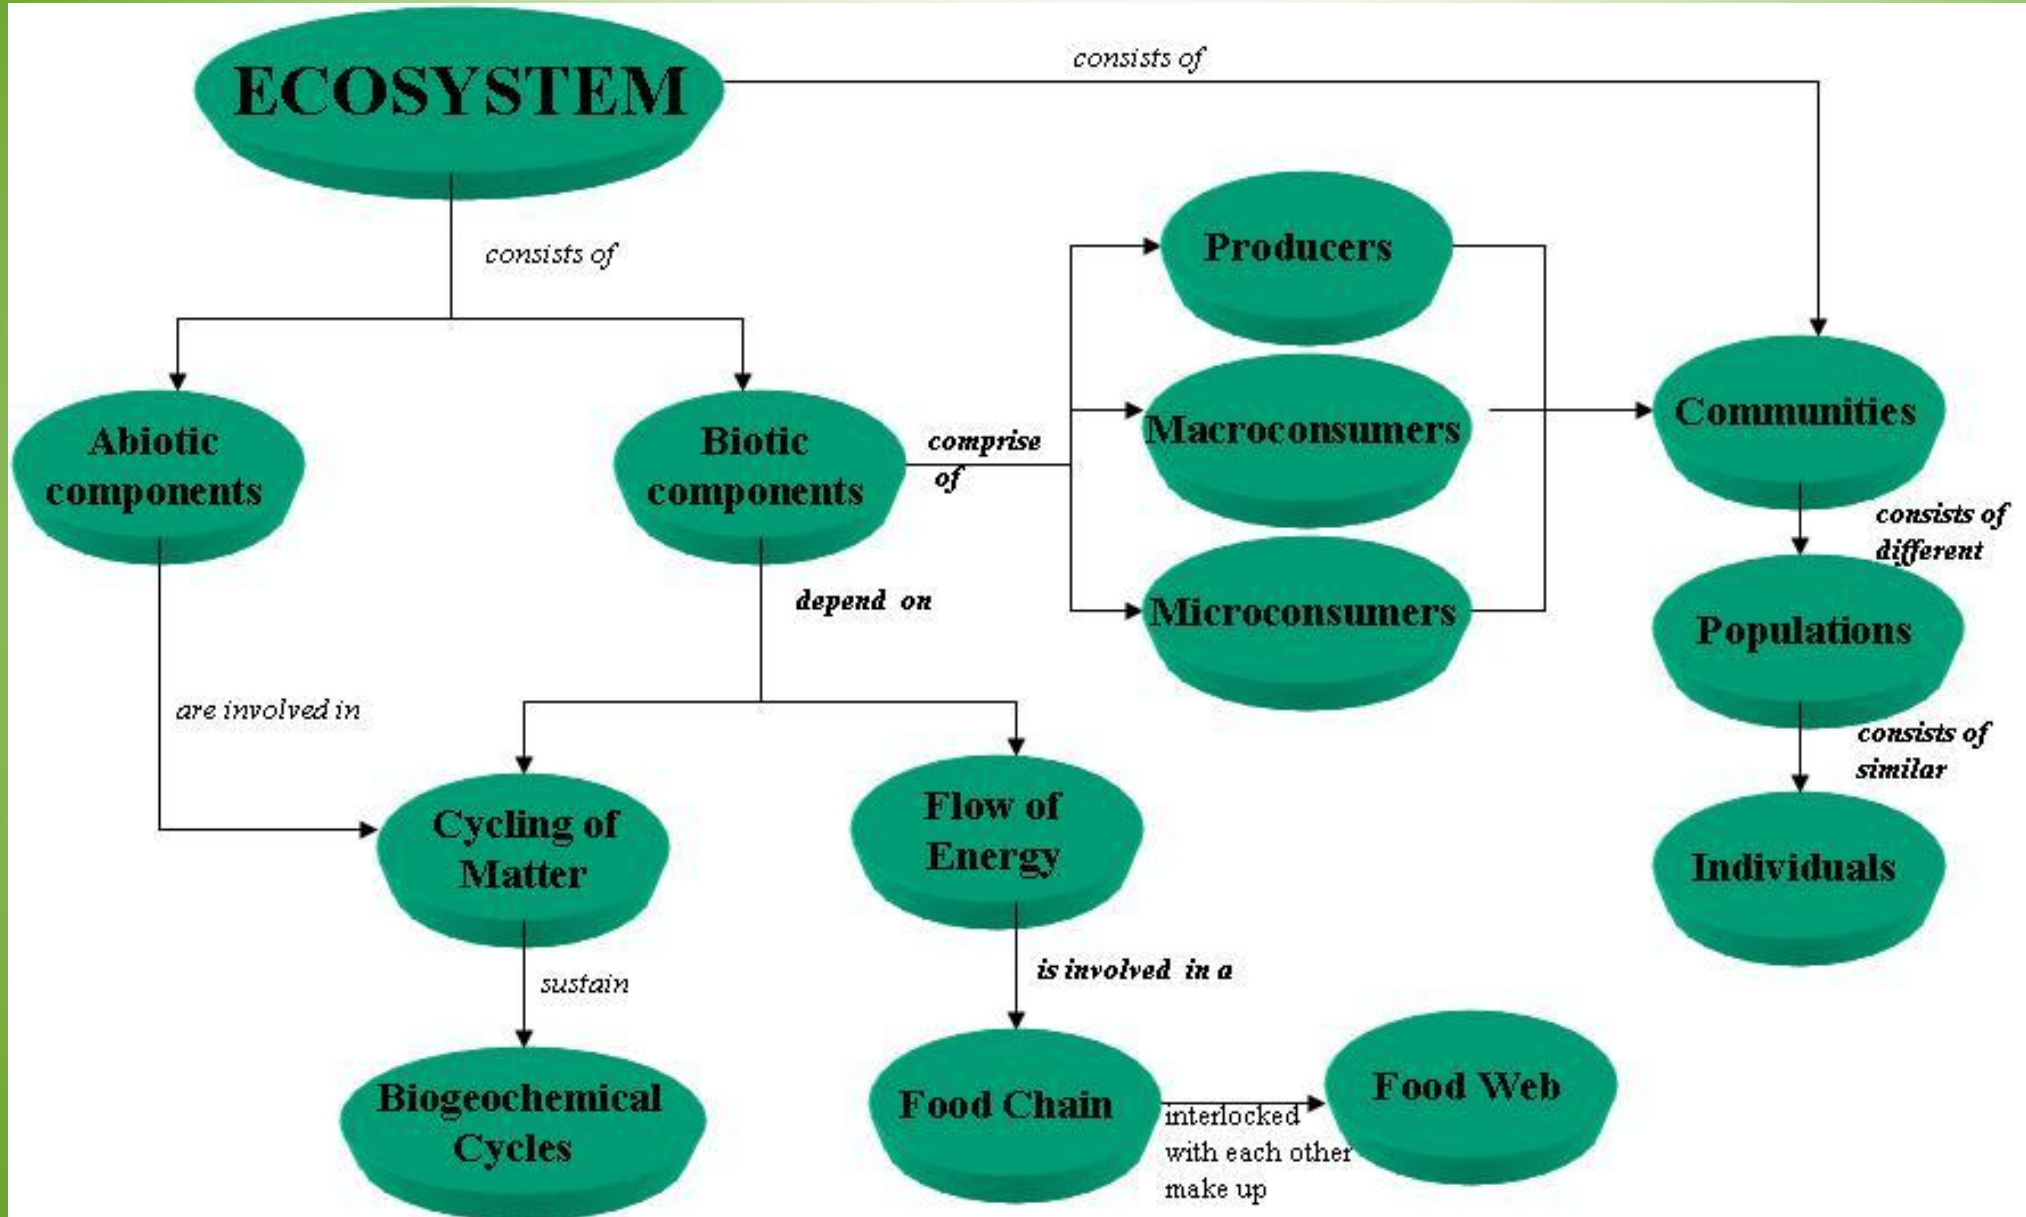 ECOSYSTEM
consists of
consists of
Producers
Macroconsumers
Microconsumers
Communities
Abiotic
components
Biotic
components
comprise
of
consists of
different
depend on
Populations
are involved in
consists of
similar
Cycling of
Matter
Flow of
Energy
Individuals
sustain
is involved in a
Biogeochemical
Cycles
Food Chain
interlocked
with each other
make up
Food Web